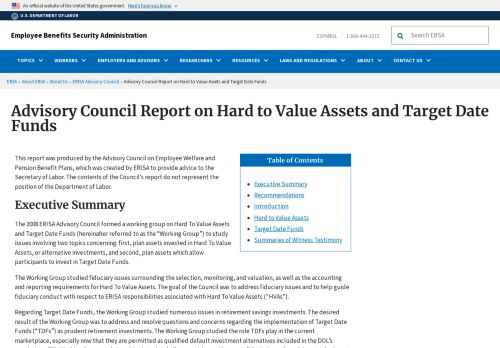 An official website of the United States government. Here's how you know
U.S. DEPARTMENT OF LABOR
Employee Benefits Security Administration
ESPAÑOL | 1-866-444-3272
Search EBSA
TOPICS WORKERS EMPLOYERS AND ADVISERS RESEARCHERS RESOURCES LAWS AND REGULATIONS ABOUT CONTACT US
EBSA › About EBSA › About Us › ERISA Advisory Council › Advisory Council Report on Hard to Value Assets and Target Date Funds
Advisory Council Report on Hard to Value Assets and Target Date
Funds
This report was produced by the Advisory Council on Employee Welfare and
Pension Benefit Plans, which was created by ERISA to provide advice to the
Secretary of Labor. The contents of the Council's report do not represent the
position of the Department of Labor.
Table of Contents
Executive Summary
Recommendations
Introduction
Hard to Value Assets
Target Date Funds
Summaries of Witness Testimony
Executive Summary
The 2008 ERISA Advisory Council formed a working group on Hard To Value Assets
and Target Date Funds (hereinafter referred to as the "Working Group") to study
issues involving two topics concerning first, plan assets invested in Hard To Value
Assets, or alternative investments, and second, plan assets which allow
participants to invest in Target Date Funds.
The Working Group studied fiduciary issues surrounding the selection, monitoring, and valuation, as well as the accounting
and reporting requirements for Hard To Value Assets. The goal of the Council was to address fiduciary issues and to help guide
fiduciary conduct with respect to ERISA responsibilities associated with Hard To Value Assets ("HVAs").
Regarding Target Date Funds, the Working Group studied numerous issues in retirement savings investments. The desired
result of the Working Group was to address and resolve questions and concerns regarding the implementation of Target Date
Funds ("TDFs") as prudent retirement investments. The Working Group studied the role TDFs play in the current
marketplace, especially now that they are permitted as qualified default investment alternatives included in the DOL's